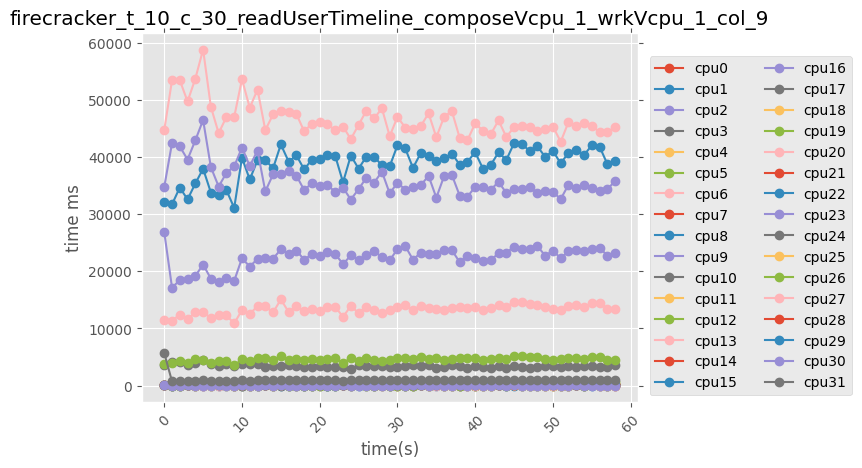 firecracker_t_10_c_30_readUserTimeline_composeVcpu_1_wrkVcpu_1_col_9
60000
50000
40000
30000
20000
10000
0
time ms
0
10
20
30
40
50
60
time(s)
cpu0
cpu1
cpu2
cpu3
cpu4
cpu5
cpu6
cpu7
cpu8
cpu9
cpu10
cpu11
cpu12
cpu13
cpu14
cpu15
cpu16
cpu17
cpu18
cpu19
cpu20
cpu21
cpu22
cpu23
cpu24
cpu25
cpu26
cpu27
cpu28
cpu29
cpu30
cpu31